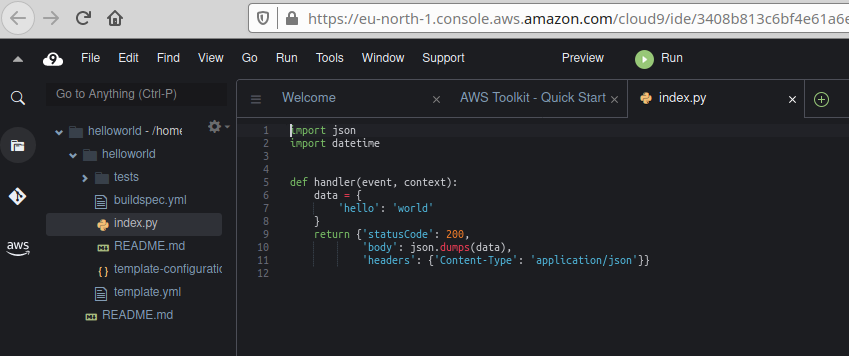 https://eu-north-1.console.aws.amazon.com/cloud9/ide/3408b813c6bf4e61a6e
9 File Edit Find View Go Run Tools Window Support Preview Run
Go to Anything (Ctrl-P)
Welcome AWS Toolkit - Quick Start index.py
helloworld - /home
helloworld
tests
buildspec.yml
index.py
README.md
{ } template-configuratio
template.yml
README.md
aws
1 import json
2 import datetime
3
4
5 def handler(event, context):
6     data = {
7         'hello': 'world'
8     }
9     return {'statusCode': 200,
10             'body': json.dumps(data),
11             'headers': {'Content-Type': 'application/json'}}
12